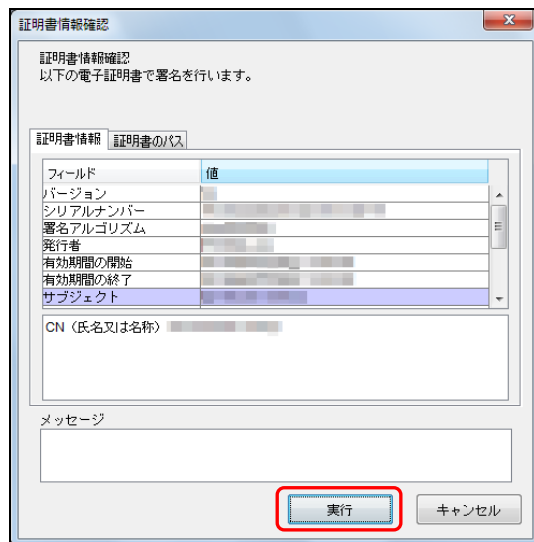 証明書情報確認
証明書情報確認
以下の電子証明書で署名を行います。
証明書情報 証明書のパス
フィールド 値
バージョン
シリアルナンバー
署名アルゴリズム
発行者
有効期間の開始
有効期間の終了
サブジェクト
CN（氏名又は名称）
メッセージ
実行 キャンセル